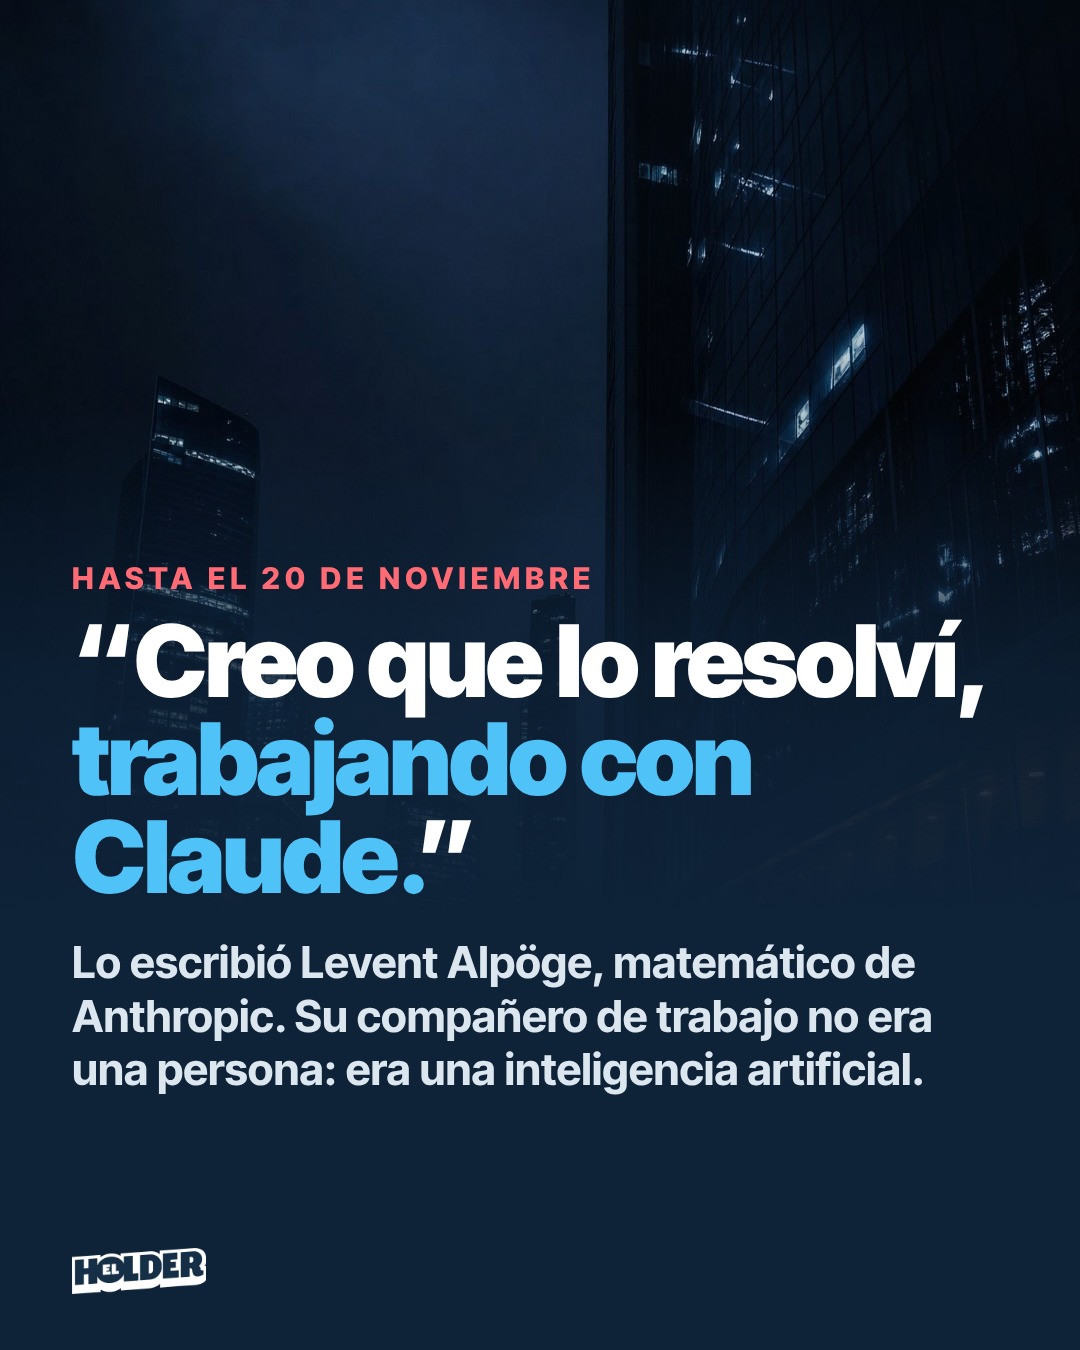 HASTA EL 20 DE NOVIEMBRE
“Creo que lo resolví,
trabajando con
Claude.”
Lo escribió Levent Alpöge, matemático de
Anthropic. Su compañero de trabajo no era
una persona: era una inteligencia artificial.
EL HOLDER